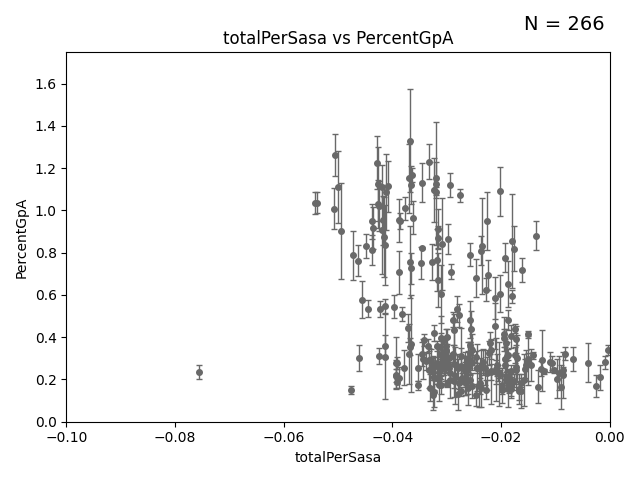 N = 266
totalPerSasa vs PercentGpA
PercentGpA
1.6
1.4
1.2
1.0
0.8
0.6
0.4
0.2
0.0
−0.10 −0.08 −0.06 −0.04 −0.02 0.00
totalPerSasa